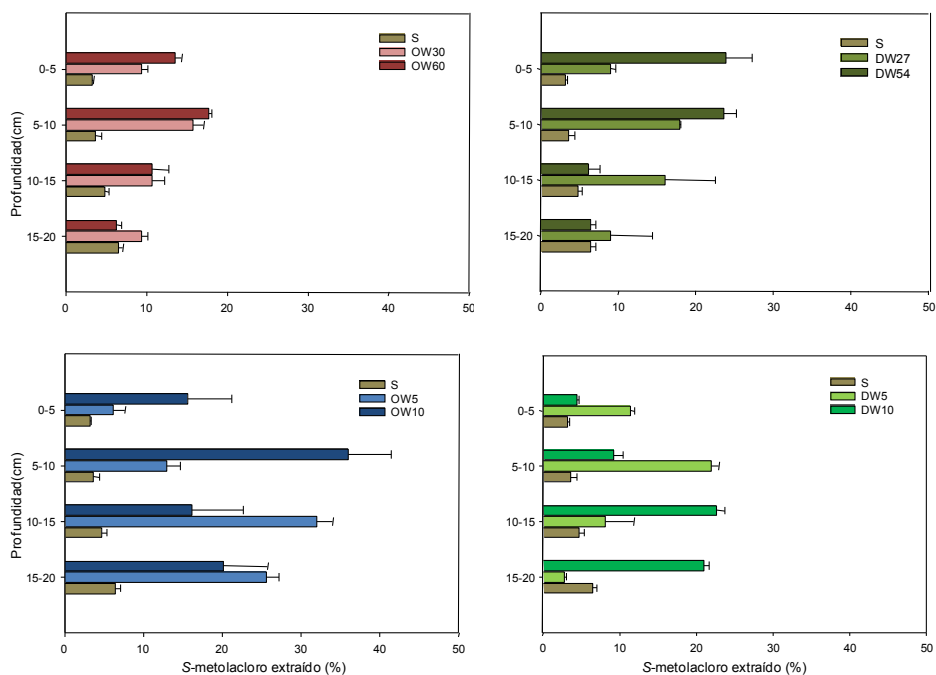 S
OW30
OW60
0-5
5-10
10-15
15-20
Profundidad(cm)
0 10 20 30 40 50
S
DW27
DW54
0-5
5-10
10-15
15-20
0 10 20 30 40 50
S
OW5
OW10
0-5
5-10
10-15
15-20
Profundidad(cm)
0 10 20 30 40 50
S-metolacloro extraído (%)
S
DW5
DW10
0-5
5-10
10-15
15-20
0 10 20 30 40 50
S-metolacloro extraído (%)